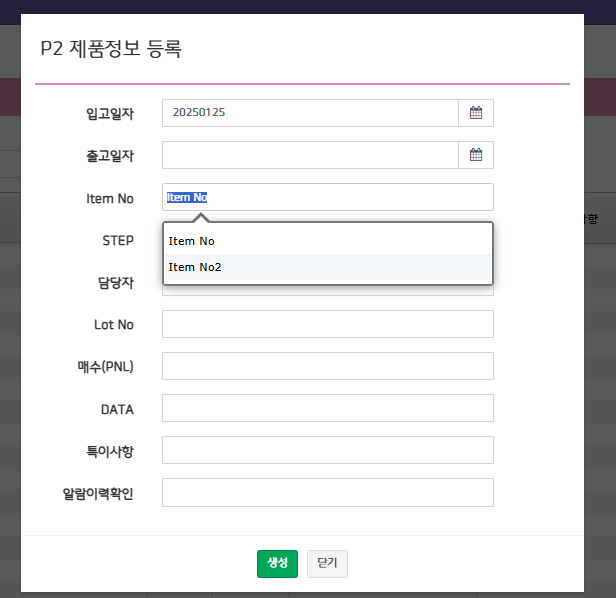 P2 제품정보 등록
입고일자 20250125
출고일자
Item No Item No
STEP Item No
Item No2
담당자
Lot No
매수(PNL)
DATA
특이사항
알람이력확인
생성 닫기